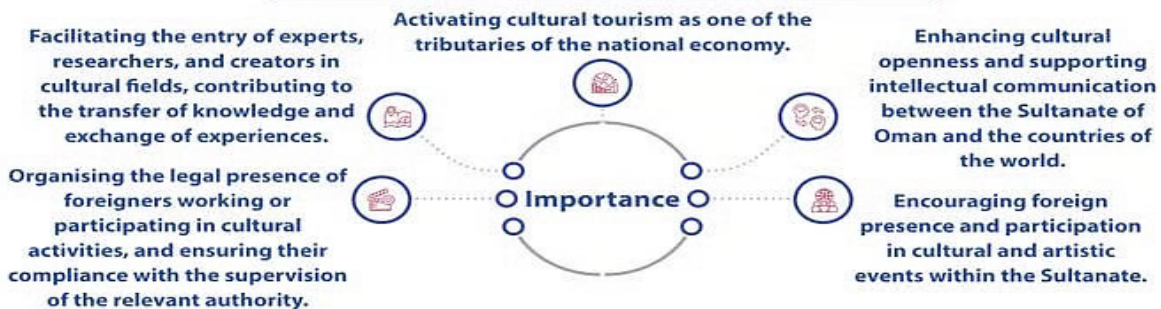 Activating cultural tourism as one of the
tributaries of the national economy.
Facilitating the entry of experts,
researchers, and creators in
cultural fields, contributing to
the transfer of knowledge and
exchange of experiences.
Enhancing cultural
openness and supporting
intellectual communication
between the Sultanate of
Oman and the countries of
the world.
Organising the legal presence of
foreigners working or
participating in cultural
activities, and ensuring their
compliance with the supervision
of the relevant authority.
Importance
Encouraging foreign
presence and participation
in cultural and artistic
events within the Sultanate.